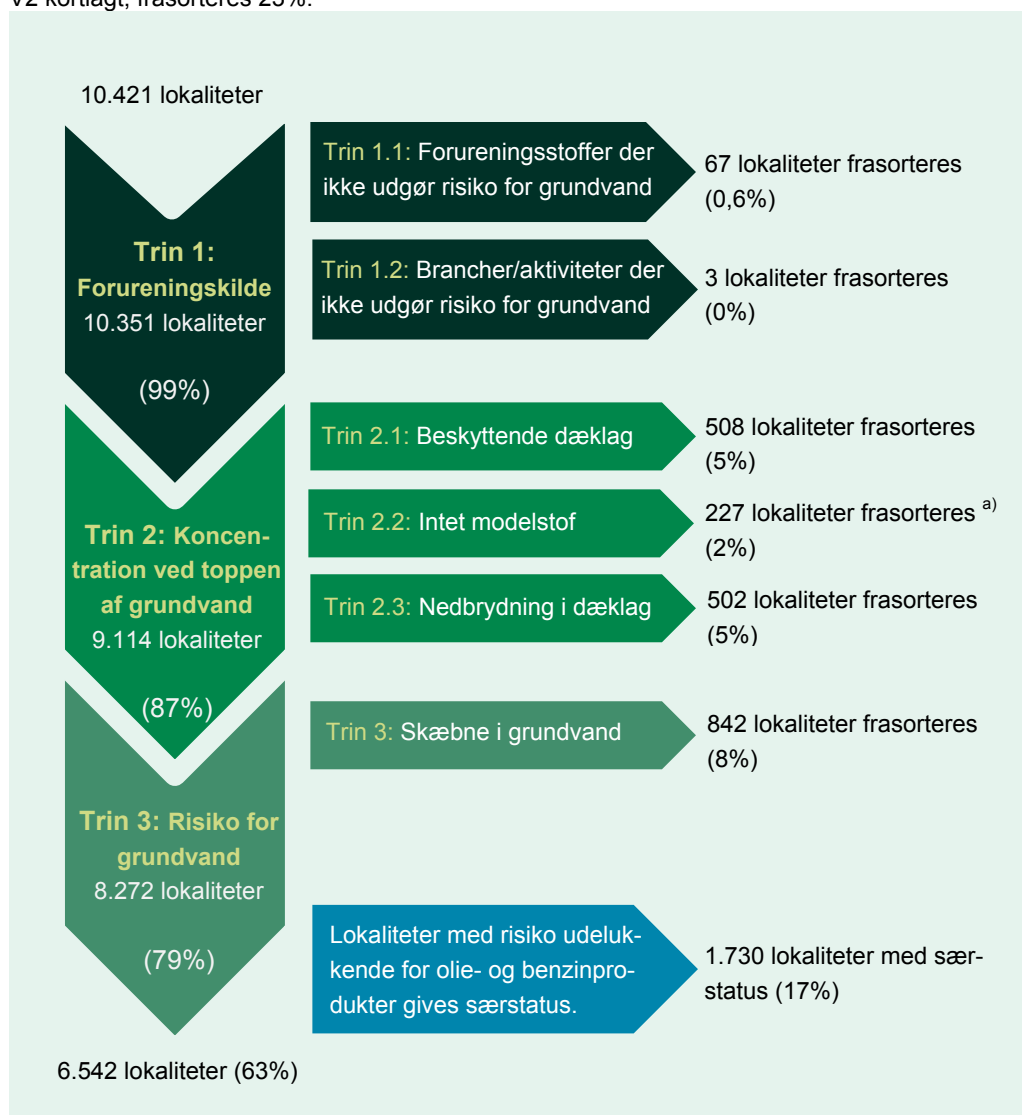 V2 kortlagt, frasorteres 25%.
10.421 lokaliteter
Trin 1.1: Forureningsstoffer der
ikke udgør risiko for grundvand
67 lokaliteter frasorteres
(0,6%)
Trin 1:
Forureningskilde
10.351 lokaliteter
(99%)
Trin 1.2: Brancher/aktiviteter der
ikke udgør risiko for grundvand
3 lokaliteter frasorteres
(0%)
Trin 2.1: Beskyttende dæklag
508 lokaliteter frasorteres
(5%)
Trin 2: Koncen-
tration ved toppen
af grundvand
9.114 lokaliteter
(87%)
Trin 2.2: Intet modelstof
227 lokaliteter frasorteres a)
(2%)
Trin 2.3: Nedbrydning i dæklag
502 lokaliteter frasorteres
(5%)
Trin 3: Skæbne i grundvand
842 lokaliteter frasorteres
(8%)
Trin 3: Risiko for
grundvand
8.272 lokaliteter
(79%)
Lokaliteter med risiko udeluk-
kende for olie- og benzinpro-
dukter gives særstatus.
1.730 lokaliteter med sær-
status (17%)
6.542 lokaliteter (63%)